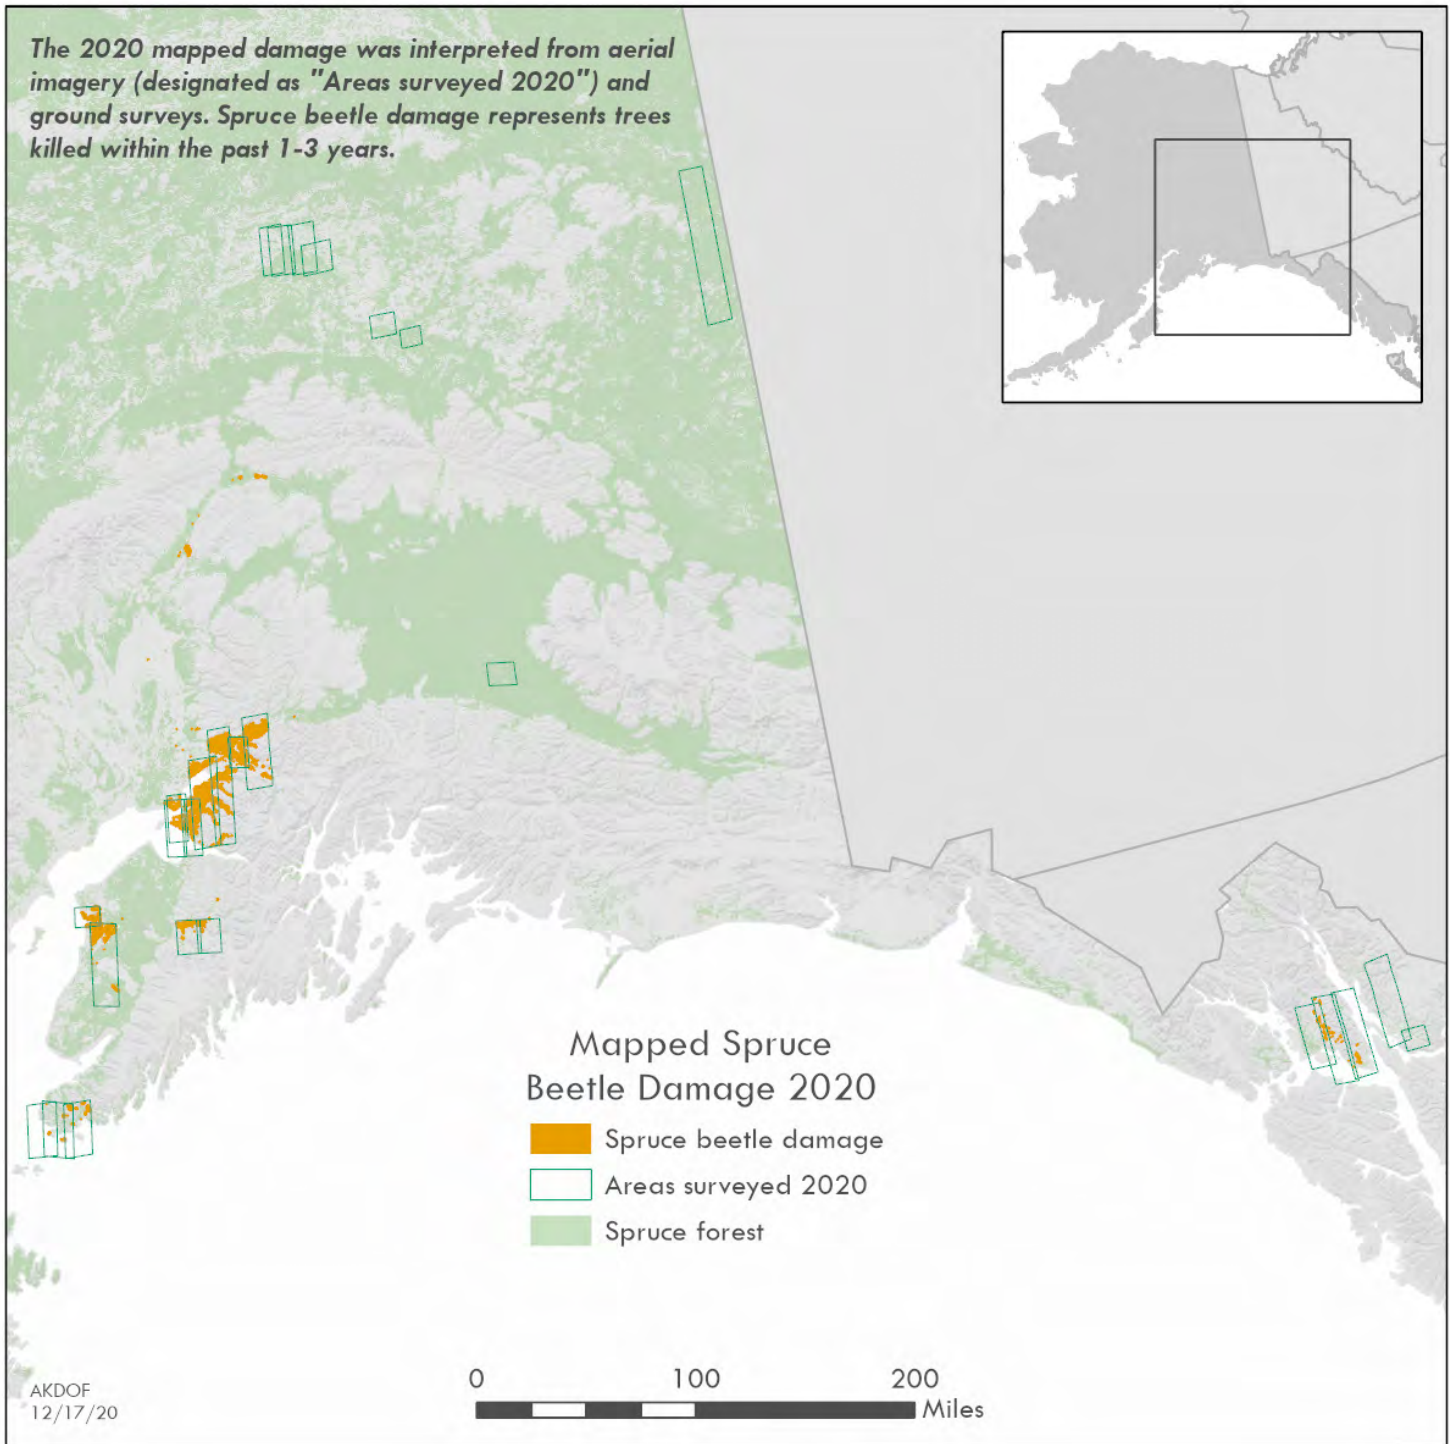 The 2020 mapped damage was interpreted from aerial
imagery (designated as "Areas surveyed 2020") and
ground surveys. Spruce beetle damage represents trees
killed within the past 1-3 years.
Mapped Spruce
Beetle Damage 2020
Spruce beetle damage
Areas surveyed 2020
Spruce forest
0 100 200
Miles
AKDOF
12/17/20